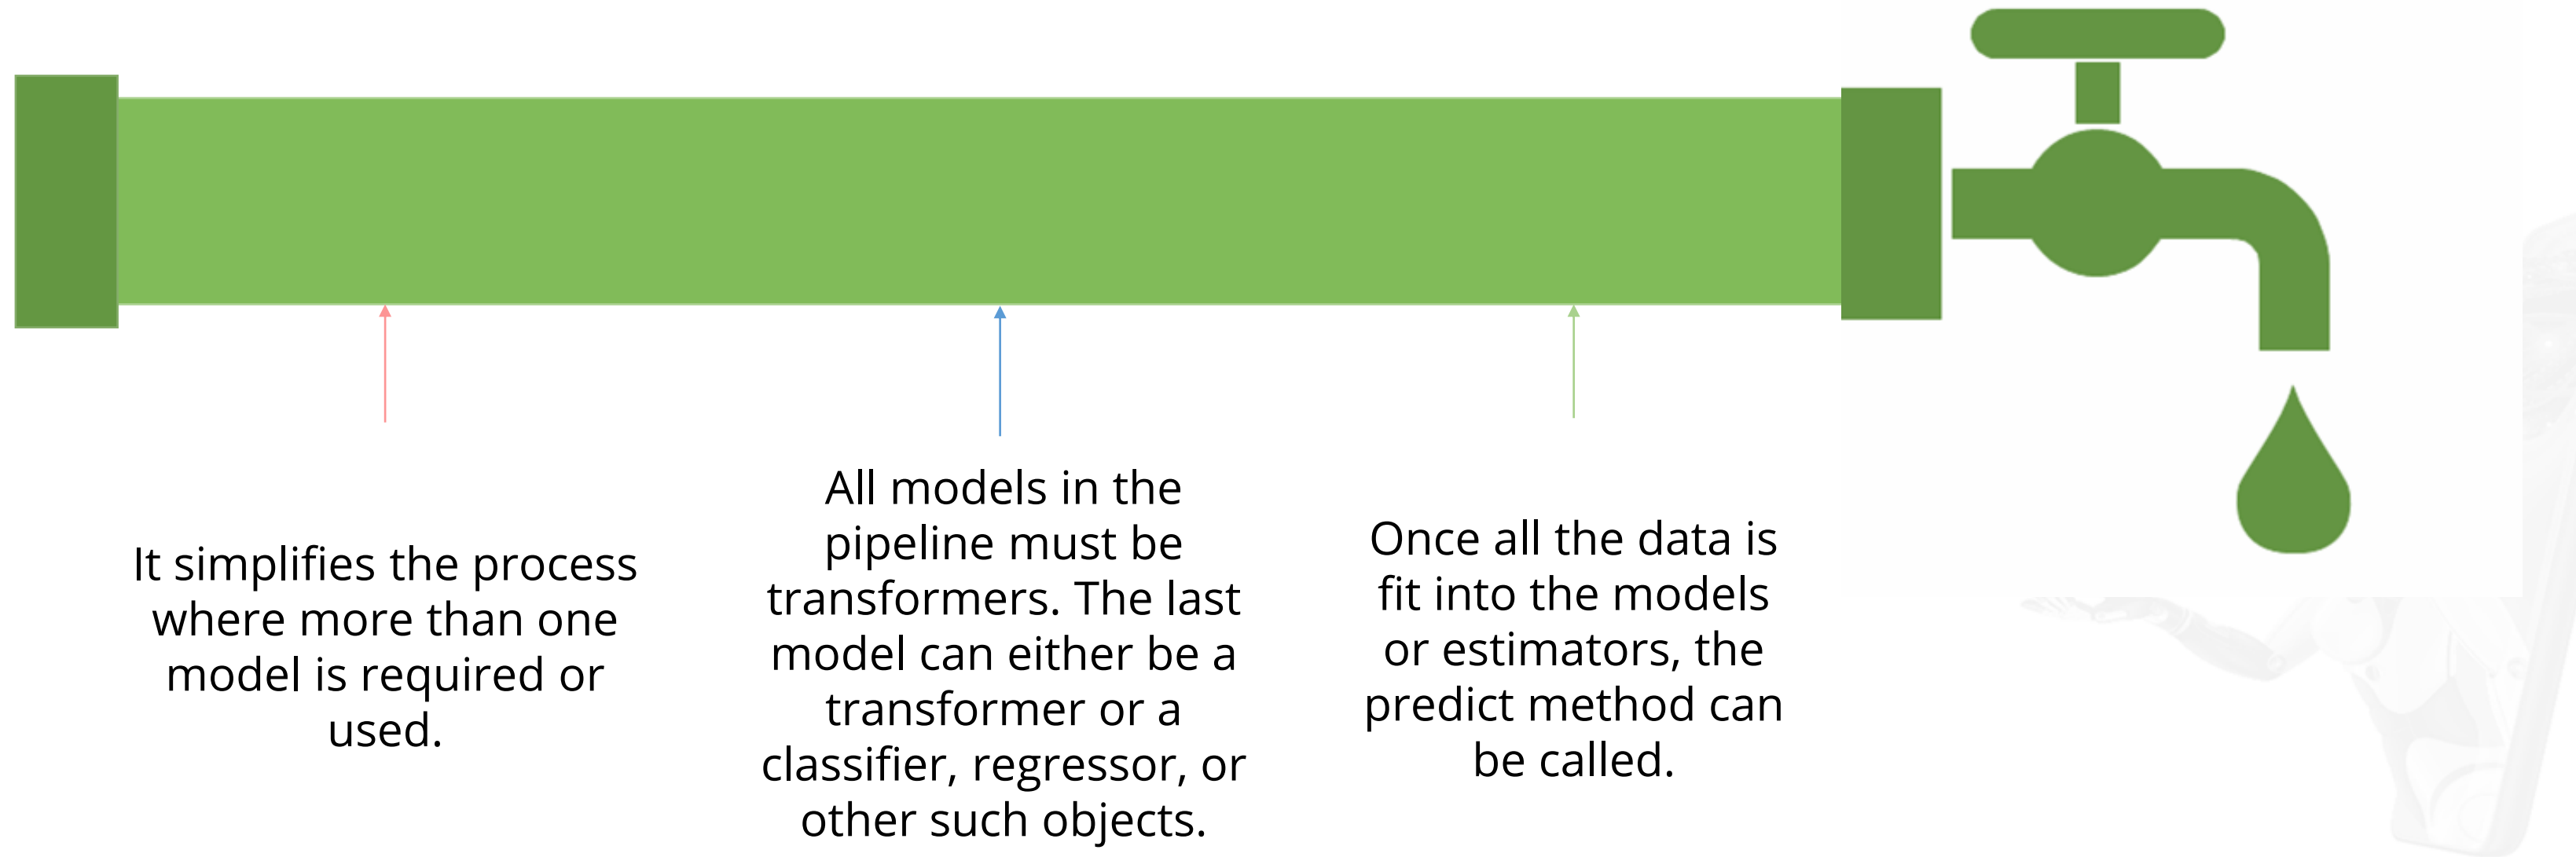 It simplifies the process
where more than one
model is required or
used.
All models in the
pipeline must be
transformers. The last
model can either be a
transformer or a
classifier, regressor, or
other such objects.
Once all the data is
fit into the models
or estimators, the
predict method can
be called.